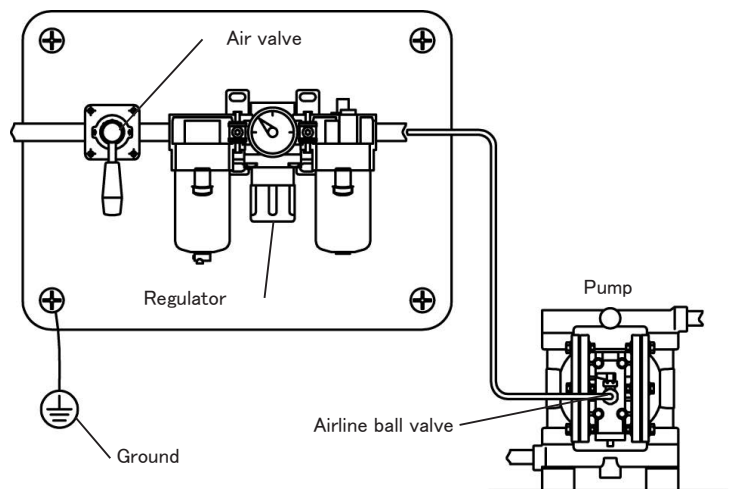 Air valve
Regulator
Pump
Airline ball valve
Ground